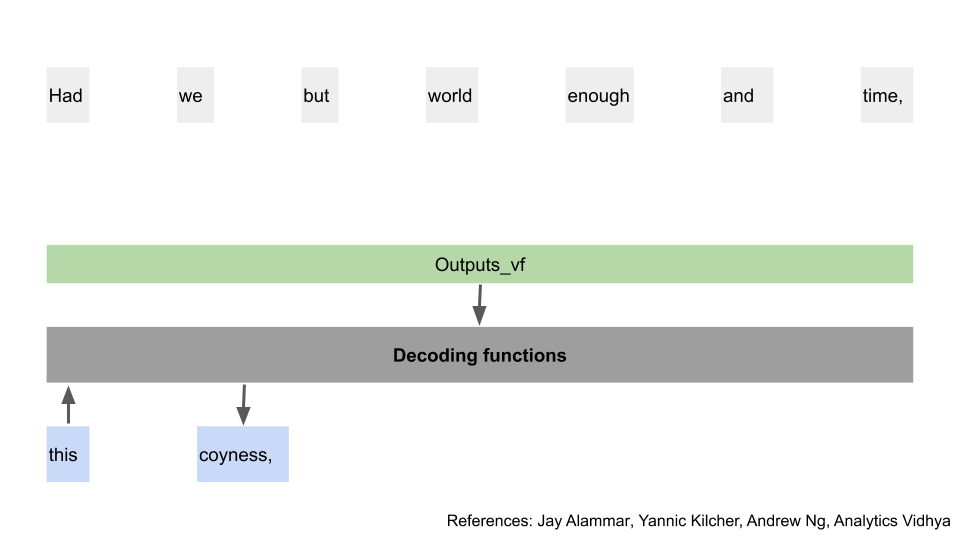 Had we but world enough and time,
Outputs_vf
Decoding functions
this coyness,
References: Jay Alammar, Yannic Kilcher, Andrew Ng, Analytics Vidhya